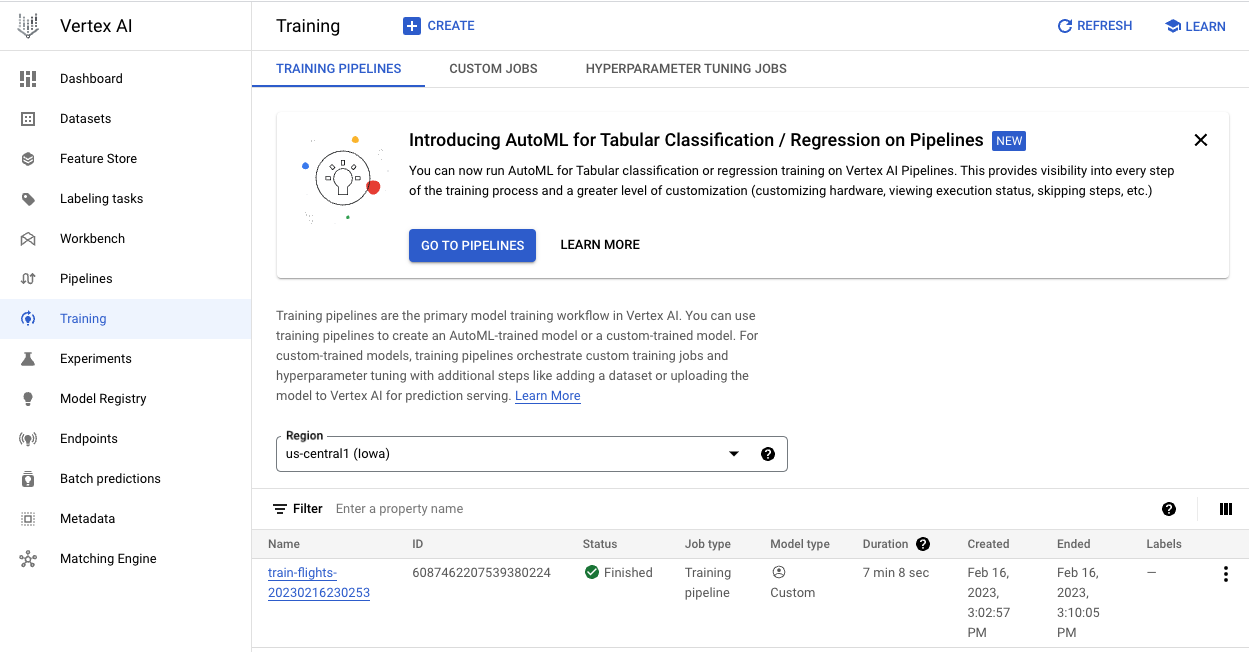 Vertex AI
Dashboard
Datasets
Feature Store
Labeling tasks
Workbench
Pipelines
Training
Experiments
Model Registry
Endpoints
Batch predictions
Metadata
Matching Engine
Training
CREATE
REFRESH
LEARN
TRAINING PIPELINES
CUSTOM JOBS
HYPERPARAMETER TUNING JOBS
Introducing AutoML for Tabular Classification / Regression on Pipelines NEW
You can now run AutoML for Tabular classification or regression training on Vertex AI Pipelines. This provides visibility into every step
of the training process and a greater level of customization (customizing hardware, viewing execution status, skipping steps, etc.)
GO TO PIPELINES
LEARN MORE
Training pipelines are the primary model training workflow in Vertex AI. You can use
training pipelines to create an AutoML-trained model or a custom-trained model. For
custom-trained models, training pipelines orchestrate custom training jobs and
hyperparameter tuning with additional steps like adding a dataset or uploading the
model to Vertex AI for prediction serving. Learn More
Region
us-central1 (Iowa)
?
Filter Enter a property name
?
Name
ID
Status
Job type
Model type
Duration ?
Created
Ended
Labels
train-flights-
20230216230253
6087462207539380224
Finished
Training
pipeline
Custom
7 min 8 sec
Feb 16,
2023,
3:02:57
PM
Feb 16,
2023,
3:10:05
PM
—